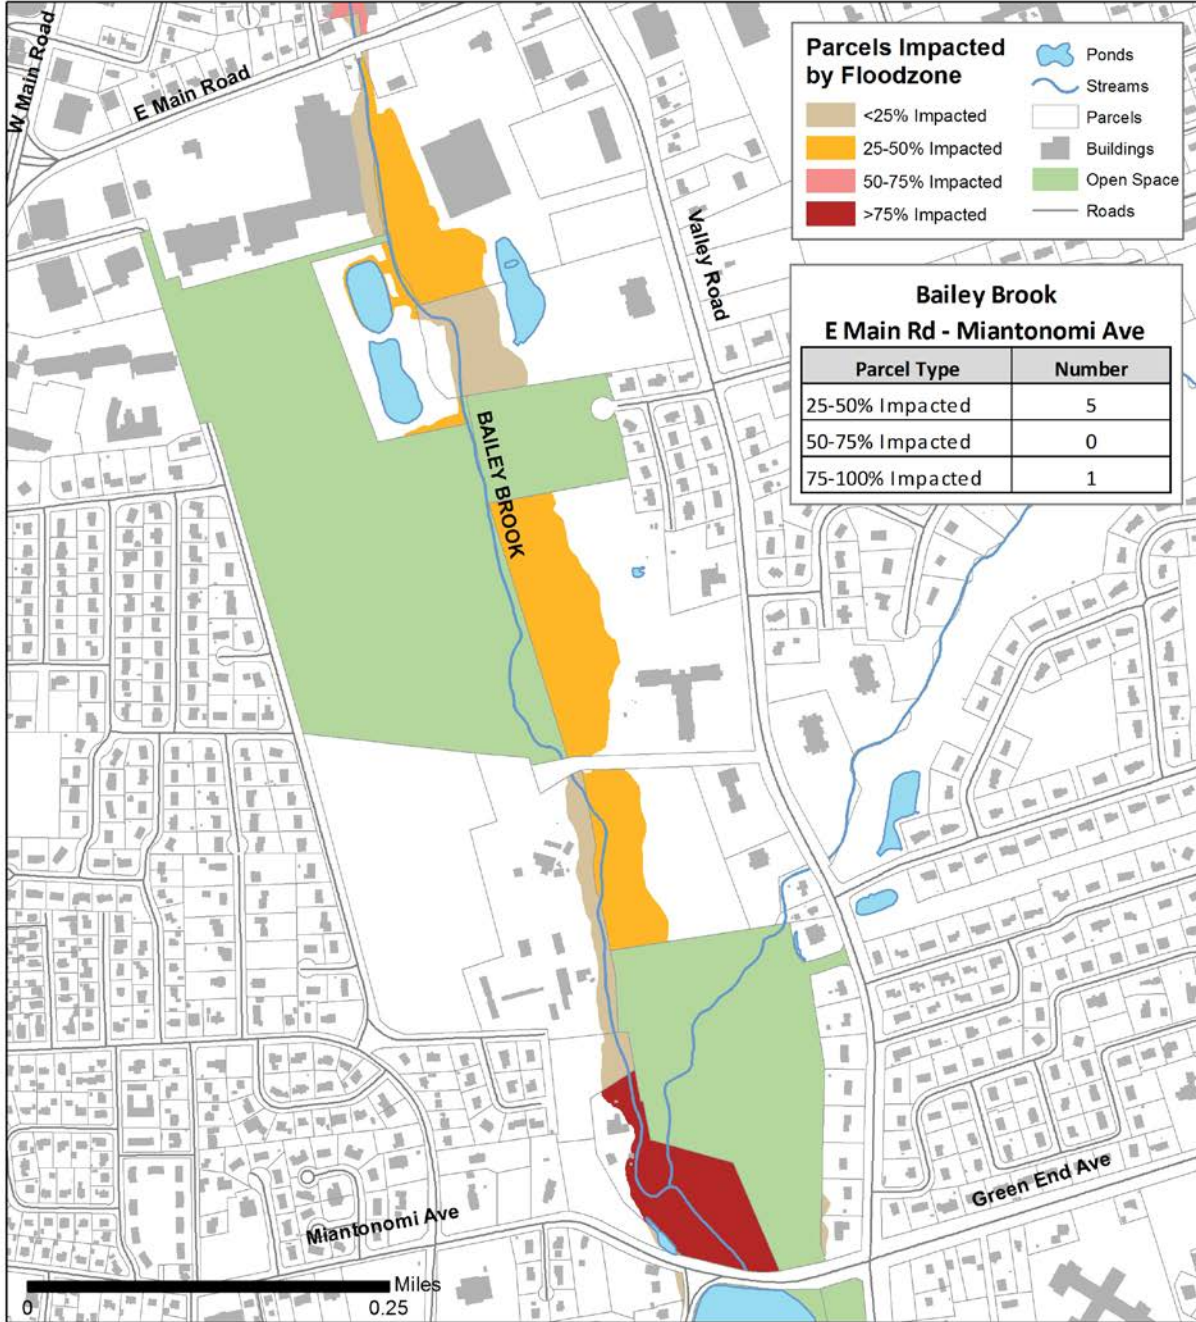 W Main Road
E Main Road
Parcels Impacted
by Floodzone
<25% Impacted
25-50% Impacted
50-75% Impacted
>75% Impacted
Ponds
Streams
Parcels
Buildings
Open Space
Roads
Valley Road
Bailey Brook
E Main Rd - Miantonomi Ave
Parcel Type Number
25-50% Impacted 5
50-75% Impacted 0
75-100% Impacted 1
BAILEY BROOK
Green End Ave
Miantonomi Ave
Miles
0 0.25